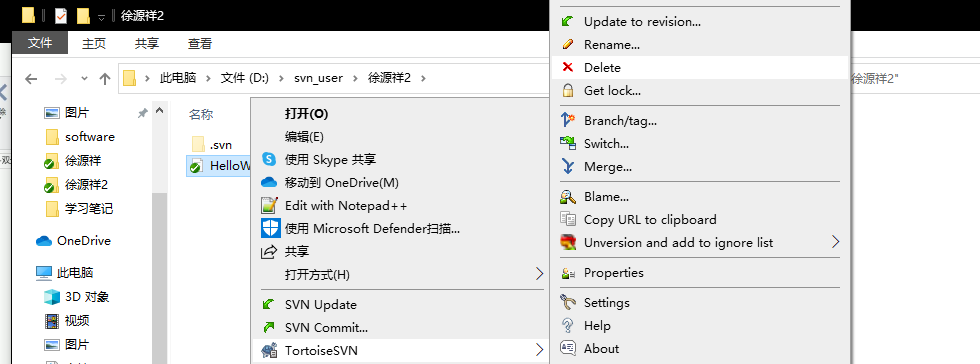 徐源祥2
文件 主页 共享 查看
此电脑 文件 (D:) svn_user 徐源祥2
徐源祥2"
图片
software
徐源祥
徐源祥2
学习笔记
OneDrive
此电脑
3D 对象
视频
图片
名称
.svn
HelloW
打开(O)
编辑(E)
使用 Skype 共享
移动到 OneDrive(M)
Edit with Notepad++
使用 Microsoft Defender扫描...
共享
打开方式(H)
SVN Update
SVN Commit...
TortoiseSVN
Update to revision...
Rename...
Delete
Get lock...
Branch/tag...
Switch...
Merge...
Blame...
Copy URL to clipboard
Unversion and add to ignore list
Properties
Settings
Help
About